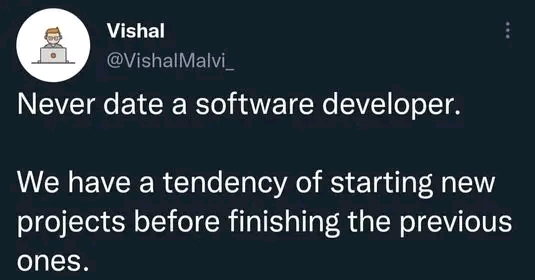 Vishal
@VishalMalvi_
Never date a software developer.
We have a tendency of starting new
projects before finishing the previous
ones.